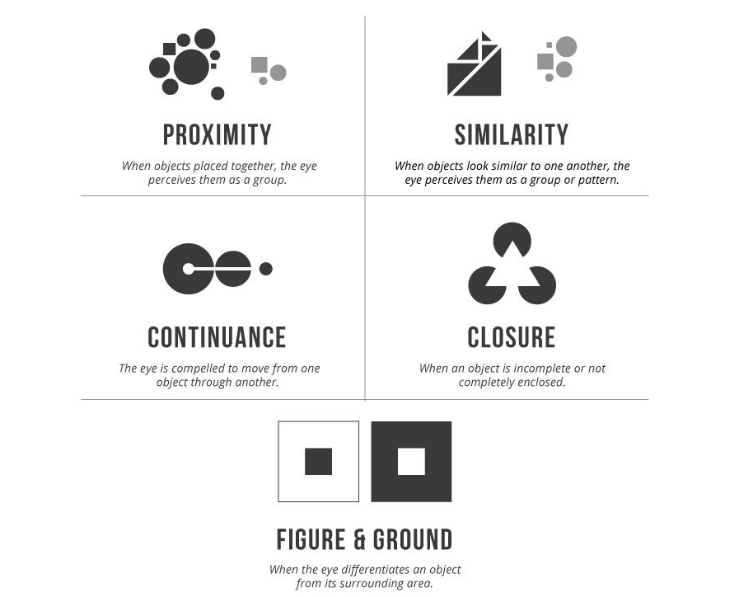 PROXIMITY
When objects placed together, the eye
perceives them as a group.
SIMILARITY
When objects look similar to one another, the
eye perceives them as a group or pattern.
CONTINUANCE
The eye is compelled to move from one
object through another.
CLOSURE
When an object is incomplete or not
completely enclosed.
FIGURE & GROUND
When the eye differentiates an object
from its surrounding area.